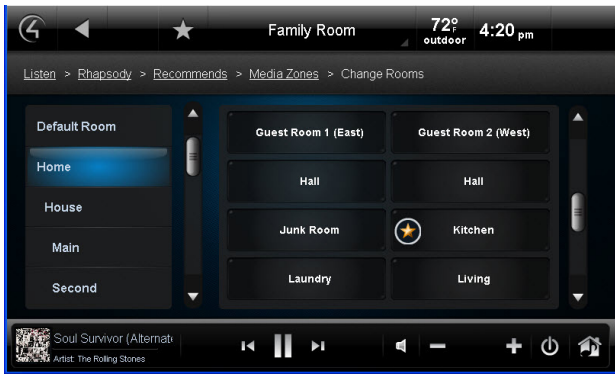 Family Room
72°F
outdoor
4:20 pm
Listen > Rhapsody > Recommends > Media Zones > Change Rooms
Default Room
Home
House
Main
Second
Guest Room 1 (East)
Guest Room 2 (West)
Hall
Hall
Junk Room
Kitchen
Laundry
Living
Soul Survivor (Alternat
Artist: The Rolling Stones